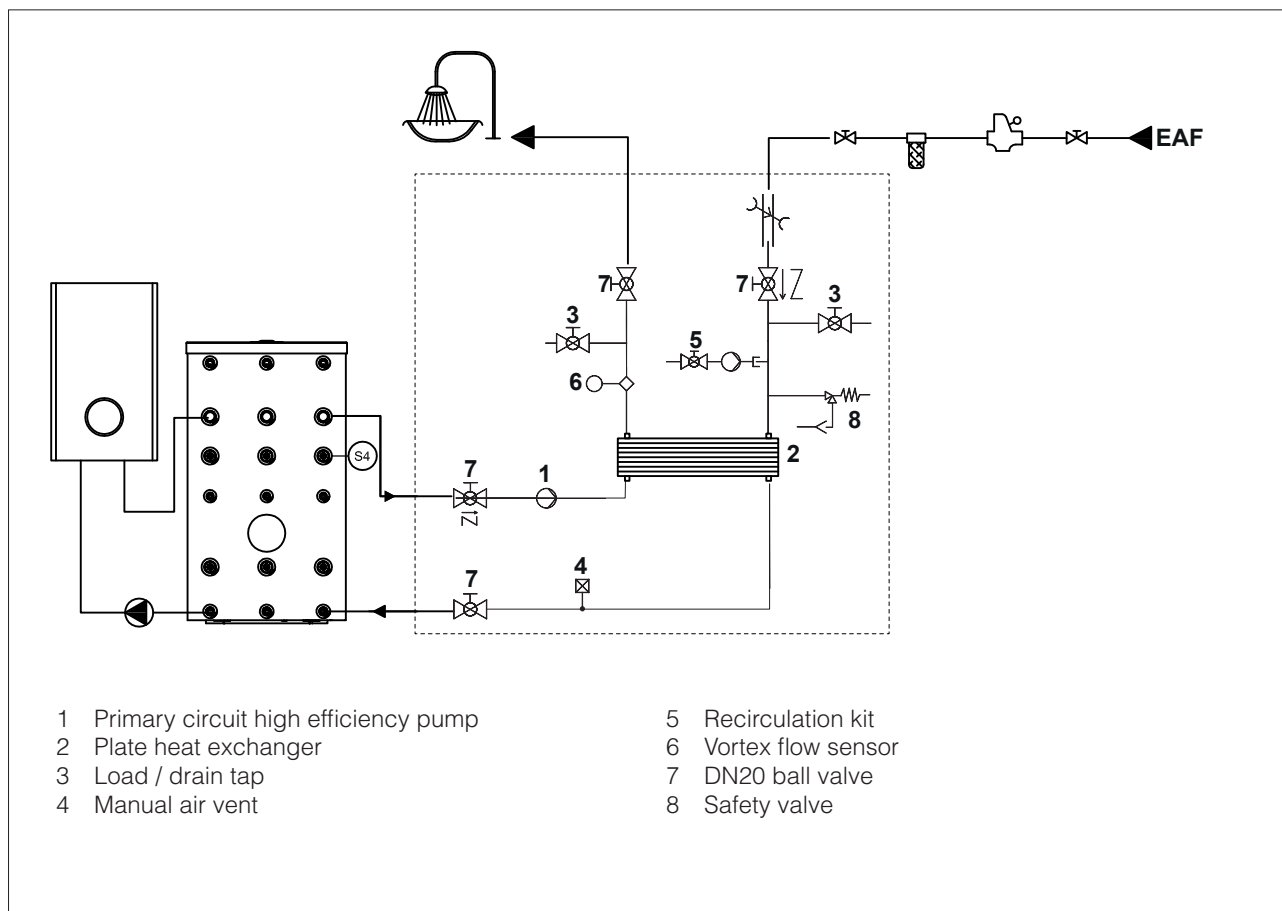 EAF
7
7
3
3
5
6
8
2
S4
7
1
7
4
1 Primary circuit high efficiency pump
2 Plate heat exchanger
3 Load / drain tap
4 Manual air vent
5 Recirculation kit
6 Vortex flow sensor
7 DN20 ball valve
8 Safety valve